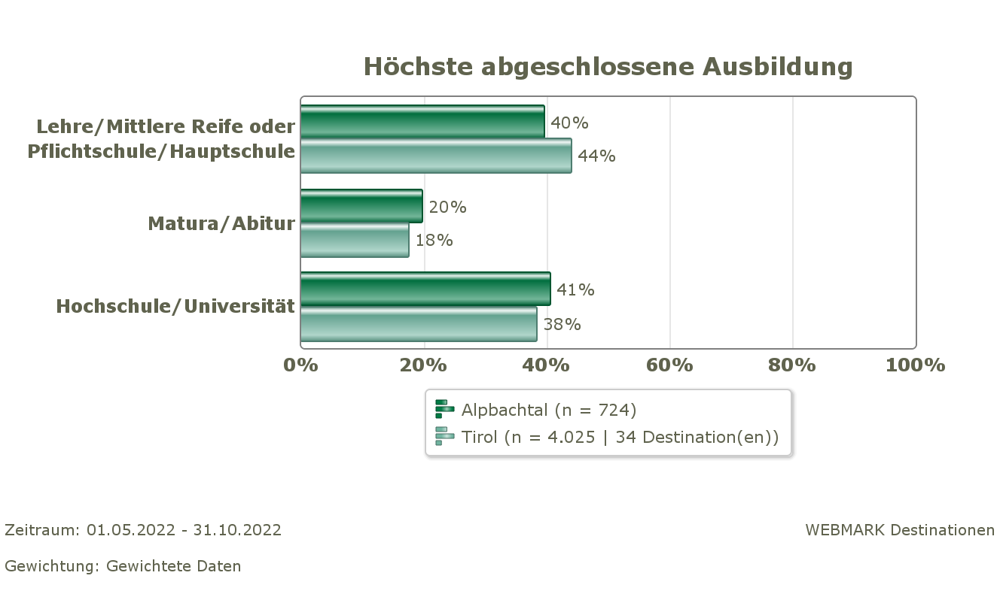 Höchste abgeschlossene Ausbildung
Lehre/Mittlere Reife oder
Pflichtschule/Hauptschule
40%
44%
Matura/Abitur
20%
18%
Hochschule/Universität
41%
38%
0% 20% 40% 60% 80% 100%
Alpbachtal (n = 724)
Tirol (n = 4.025 | 34 Destination(en))
Zeitraum: 01.05.2022 - 31.10.2022
WEBMARK Destinationen
Gewichtung: Gewichtete Daten